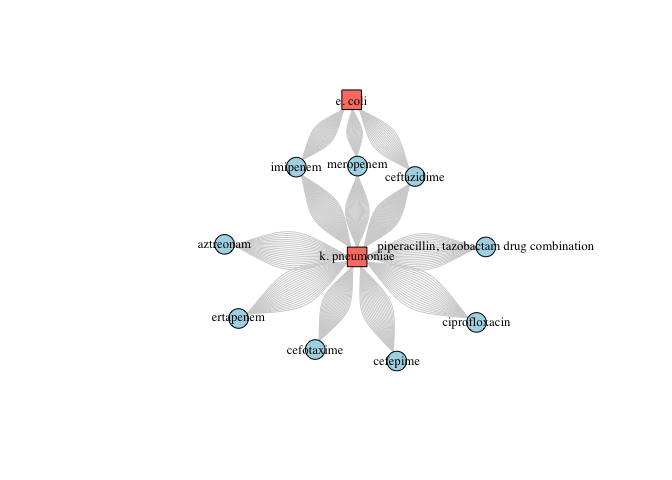 e. coli
imipenem
meropenem
ceftazidime
aztreonam
piperacillin, tazobactam drug combination
k. pneumoniae
ertapenem
ciprofloxacin
cefotaxime
cefepime